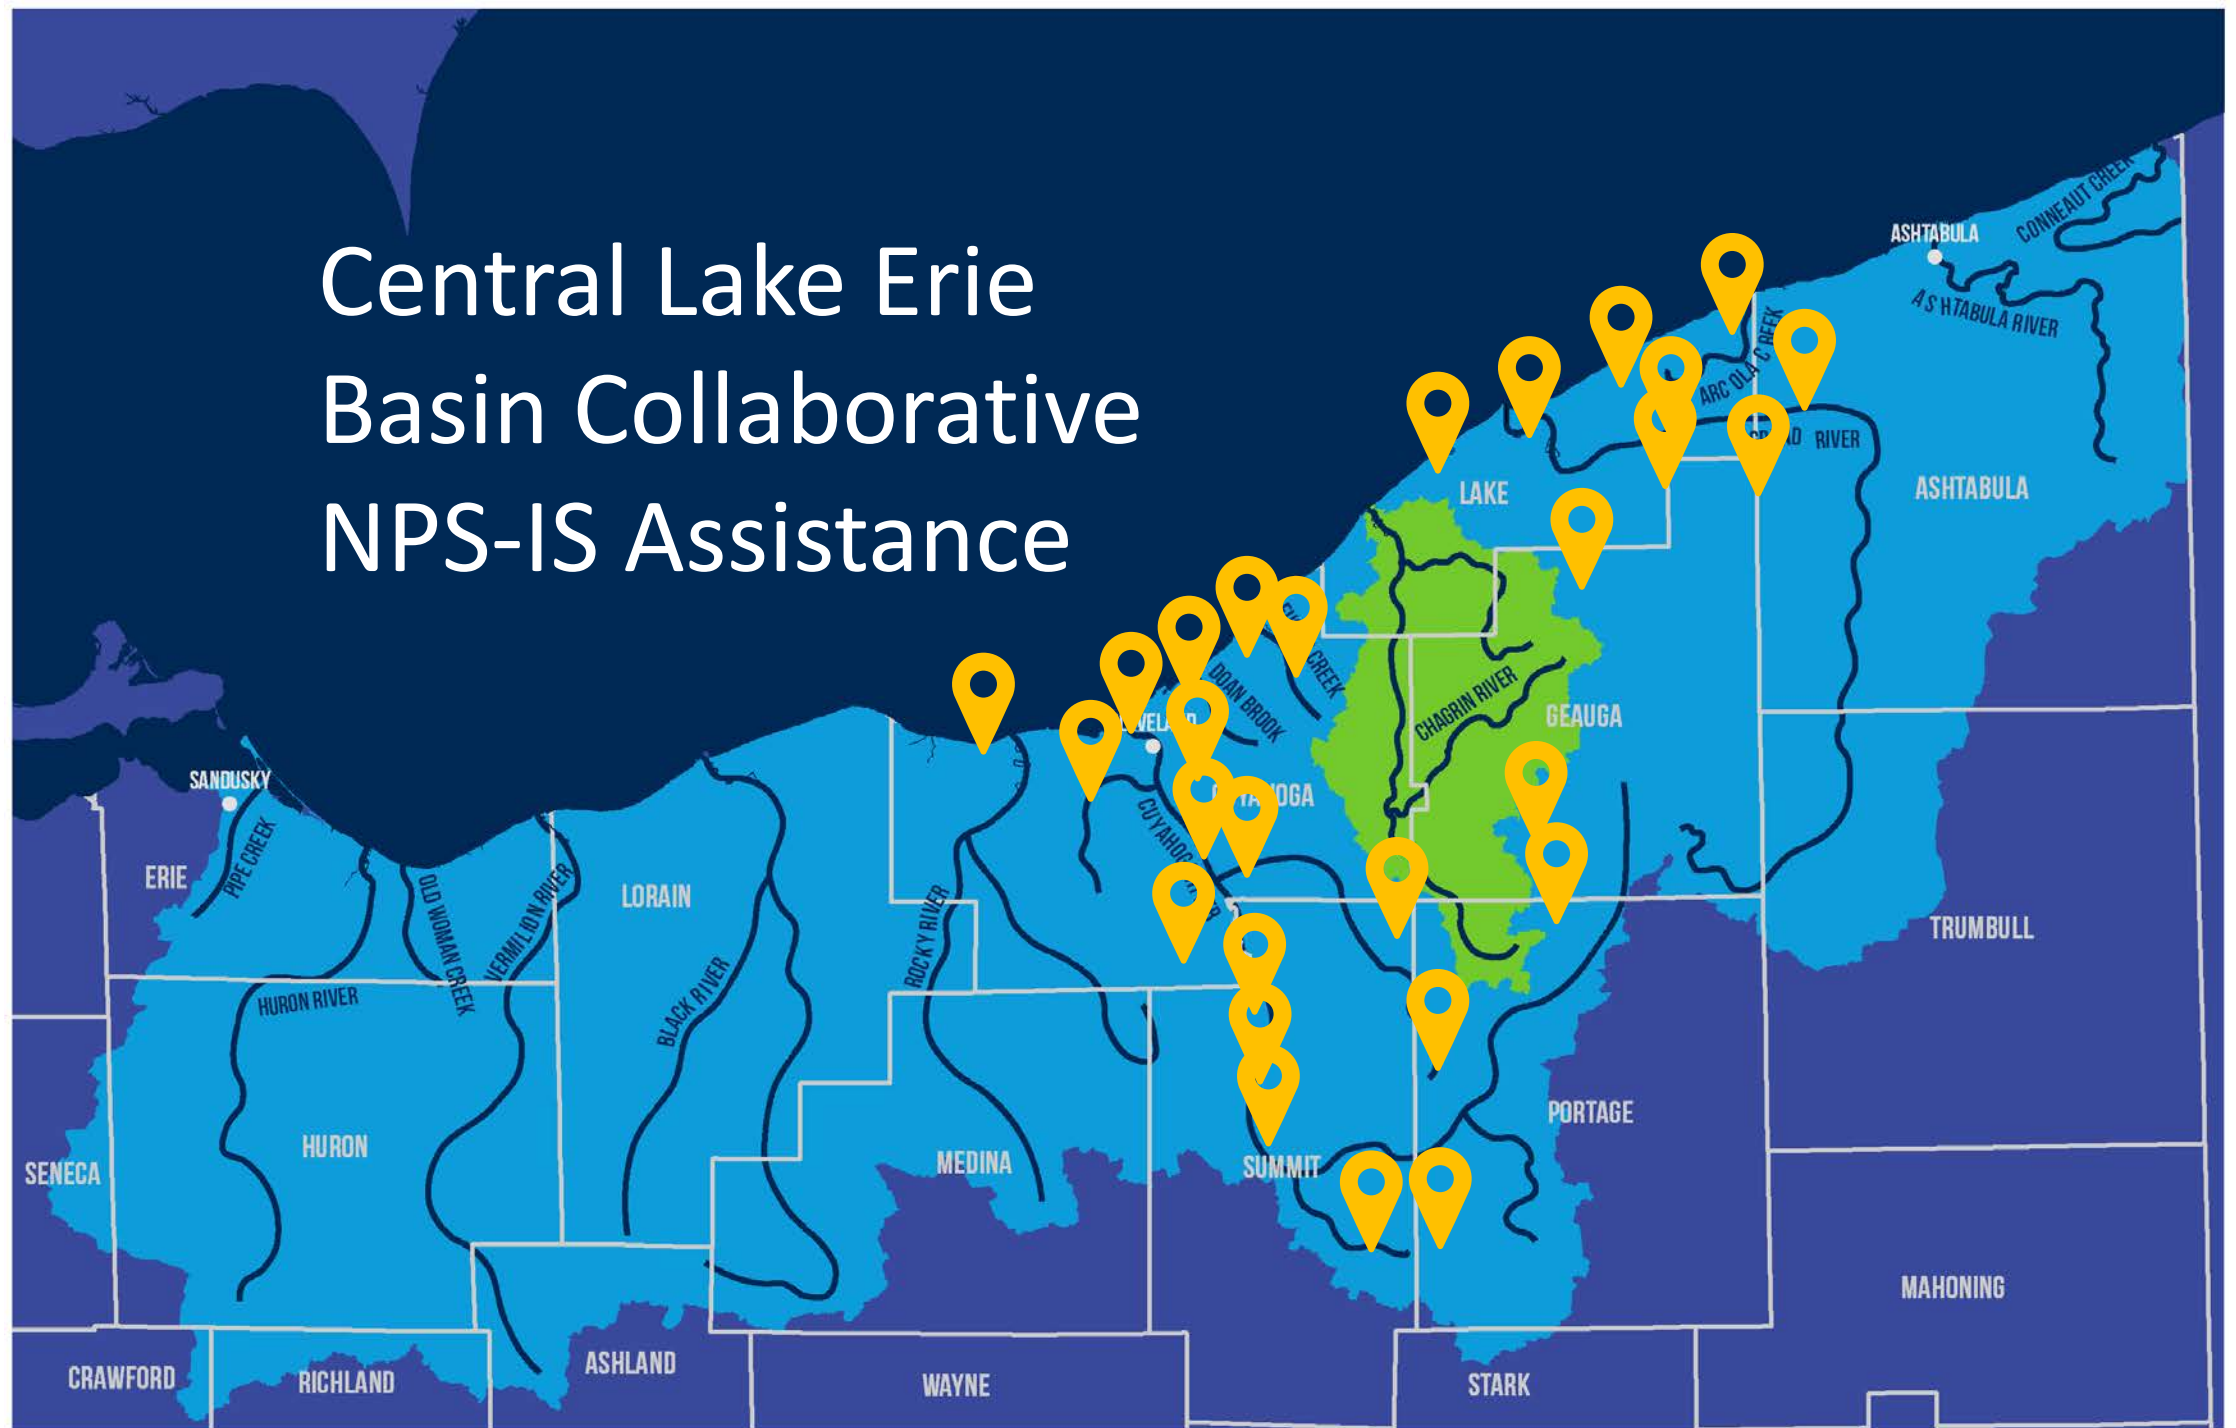 Central Lake Erie
Basin Collaborative
NPS-IS Assistance
CONNEAUT CREEK
ASHTABULA
ASHTABULA RIVER
ARCOLA CREEK
RIVER
LAKE
ASHTABULA
CREEK
DOAN BROOK
CHAGRIN RIVER
GEAUGA
SANDUSKY
PIPE CREEK
ERIE
OLD WOMAN CREEK
VERMILION RIVER
LORAIN
ROCKY RIVER
BLACK RIVER
HURON RIVER
TRUMBULL
PORTAGE
HURON
SENECA
MEDINA
SUMMIT
MAHONING
CRAWFORD
RICHLAND
ASHLAND
WAYNE
STARK